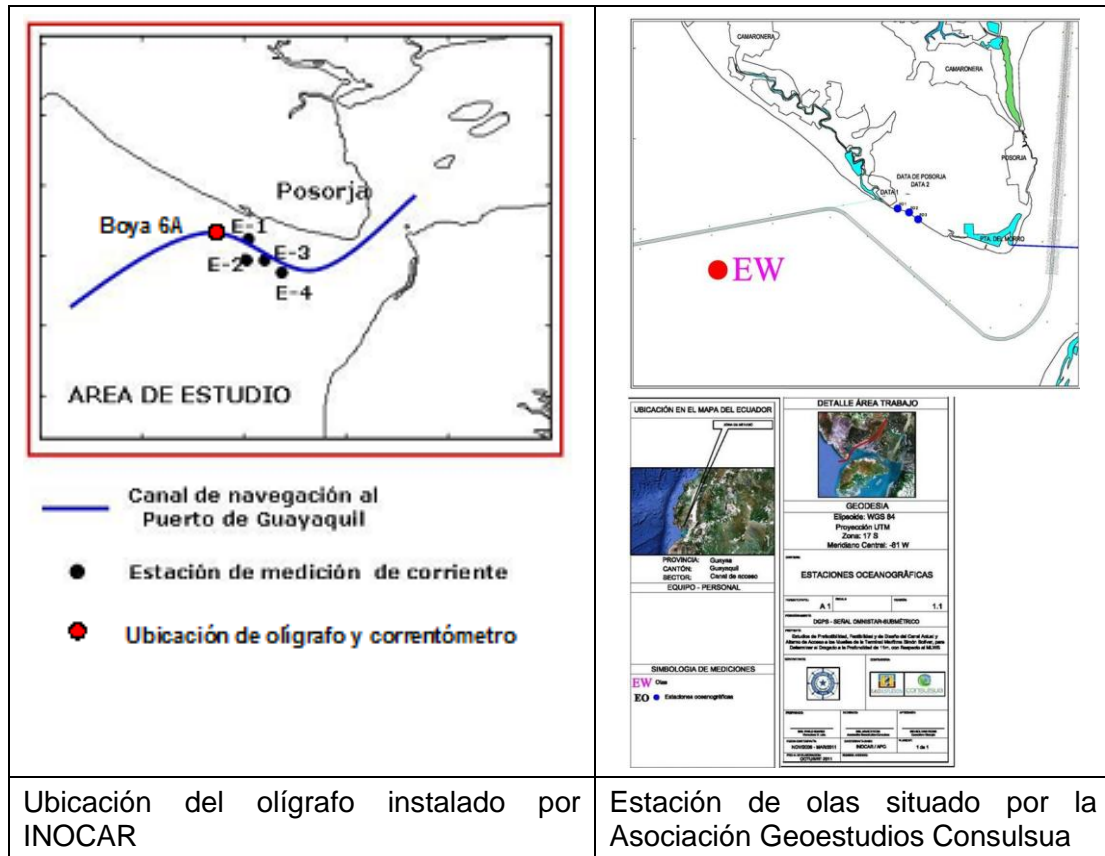 Posorja
Boya 6A
E-1
E-2
E-3
E-4
AREA DE ESTUDIO
Canal de navegación al
Puerto de Guayaquil
Estación de medición de corriente
Ubicación de olígrafo y correntómetro
CAMARONERA
CAMARONERA
POSORJA
DATA DE POSORJA
DATA 1
DATA 2
PTA. DEL MORRO
EW
UBICACIÓN EN EL MAPA DEL ECUADOR
PROVINCIA: Guayas
CANTÓN: Guayaquil
SECTOR: Canal de acceso
EQUIPO - PERSONAL
SIMBOLOGIA DE MEDICIONES
EW Olas
EO Estaciones oceanográficas
DETALLE ÁREA TRABAJO
GEODESIA
Elipsoide: WGS 84
Proyección UTM
Zona: 17 S
Meridiano Central: -81 W
ESTACIONES OCEANOGRÁFICAS
A 1
1.1
DGPS - SEÑAL OMNISTAR-SUBMÉTRICO
INOCAR / APG
1 de 1
Ubicación del olígrafo instalado por
INOCAR
Estación de olas situado por la
Asociación Geoestudios Consulsua